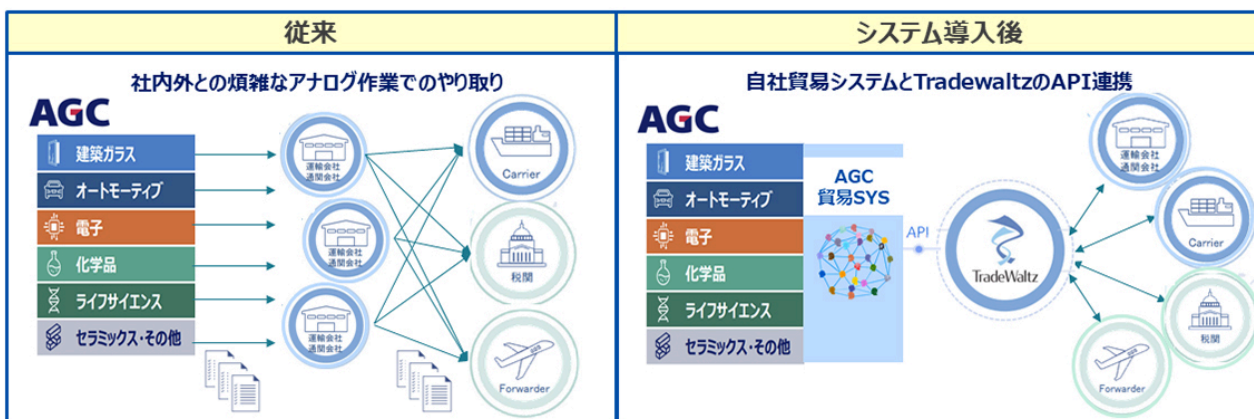 従来
システム導入後
社内外との煩雑なアナログ作業でのやり取り
AGC
建築ガラス
オートモーティブ
電子
化学品
ライフサイエンス
セラミックス・その他
運輸会社
通関会社
運輸会社
通関会社
運輸会社
通関会社
Carrier
税関
Forwarder
自社貿易システムとTradewaltzのAPI連携
AGC
建築ガラス
オートモーティブ
電子
化学品
ライフサイエンス
セラミックス・その他
AGC
貿易SYS
API
TradeWaltz
運輸会社
通関会社
Carrier
税関
Forwarder